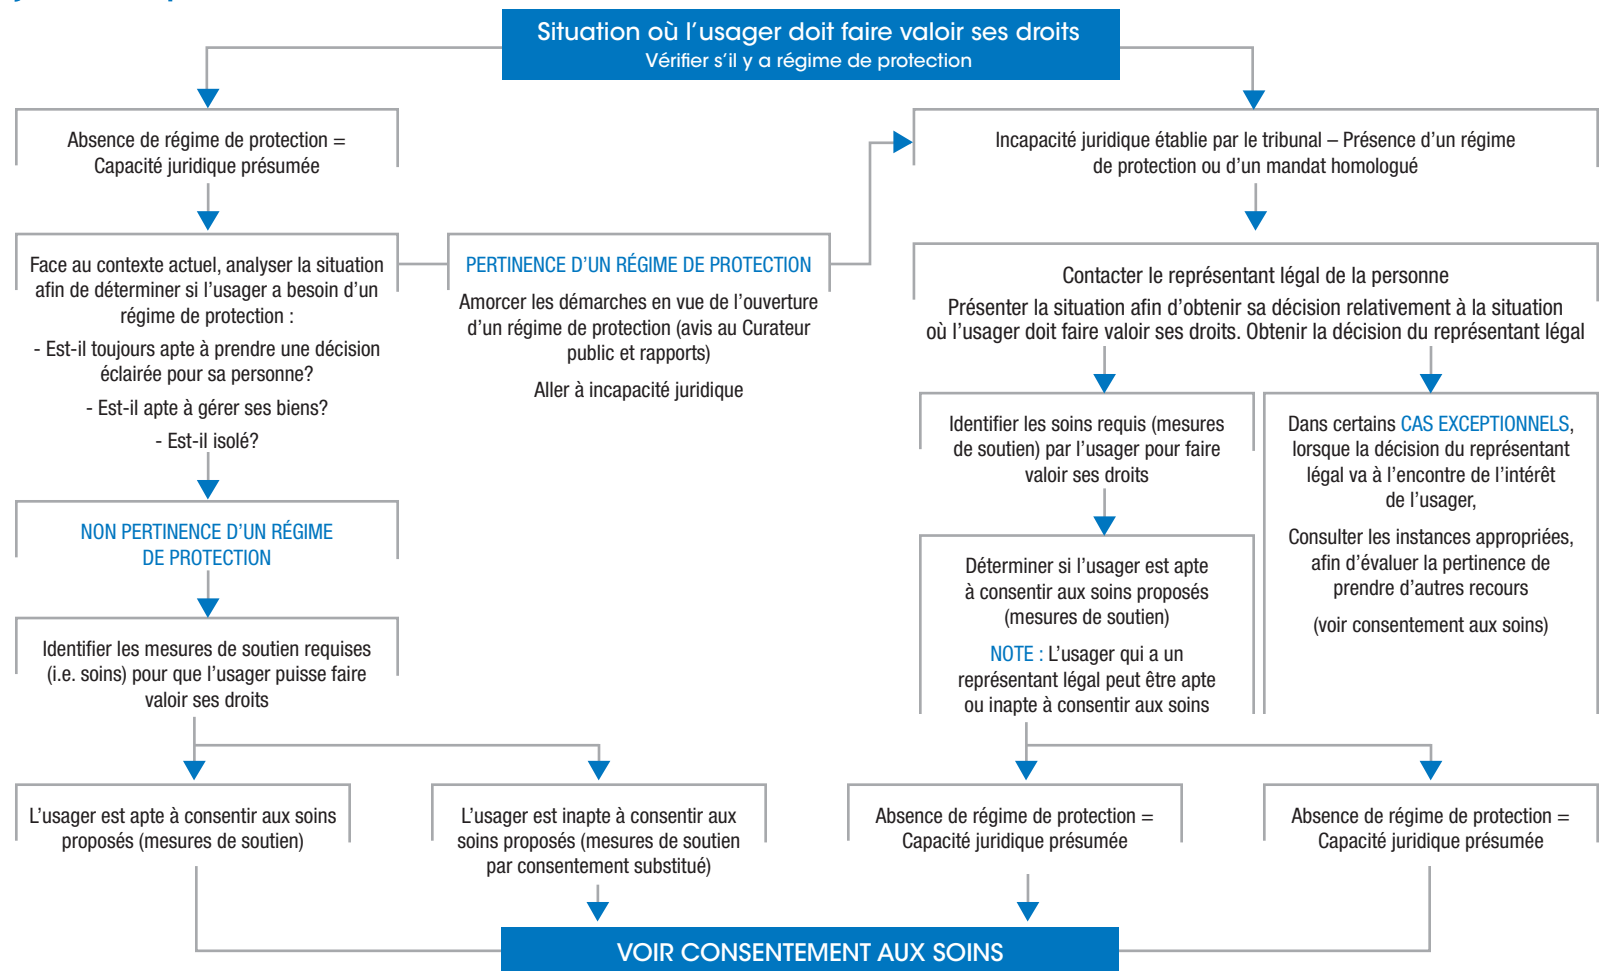 Situation où l'usager doit faire valoir ses droits
Vérifier s'il y a régime de protection
Absence de régime de protection =
Capacité juridique présumée
Incapacité juridique établie par le tribunal – Présence d'un régime
de protection ou d'un mandat homologué
Face au contexte actuel, analyser la situation
afin de déterminer si l'usager a besoin d'un
régime de protection :
- Est-il toujours apte à prendre une décision
éclairée pour sa personne?
- Est-il apte à gérer ses biens?
- Est-il isolé?
PERTINENCE D'UN RÉGIME DE PROTECTION
Amorcer les démarches en vue de l'ouverture
d'un régime de protection (avis au Curateur
public et rapports)
Aller à incapacité juridique
Contacter le représentant légal de la personne
Présenter la situation afin d'obtenir sa décision relativement à la situation
où l'usager doit faire valoir ses droits. Obtenir la décision du représentant légal
NON PERTINENCE D'UN RÉGIME
DE PROTECTION
Identifier les soins requis (mesures
de soutien) par l'usager pour faire
valoir ses droits
Dans certains CAS EXCEPTIONNELS,
lorsque la décision du représentant
légal va à l'encontre de l'intérêt
de l'usager,
Consulter les instances appropriées,
afin d'évaluer la pertinence de
prendre d'autres recours
(voir consentement aux soins)
Déterminer si l'usager est apte
à consentir aux soins proposés
(mesures de soutien)
NOTE : L'usager qui a un
représentant légal peut être apte
ou inapte à consentir aux soins
Identifier les mesures de soutien requises
(i.e. soins) pour que l'usager puisse faire
valoir ses droits
L'usager est apte à consentir aux soins
proposés (mesures de soutien)
L'usager est inapte à consentir aux
soins proposés (mesures de soutien
par consentement substitué)
Absence de régime de protection =
Capacité juridique présumée
Absence de régime de protection =
Capacité juridique présumée
VOIR CONSENTEMENT AUX SOINS